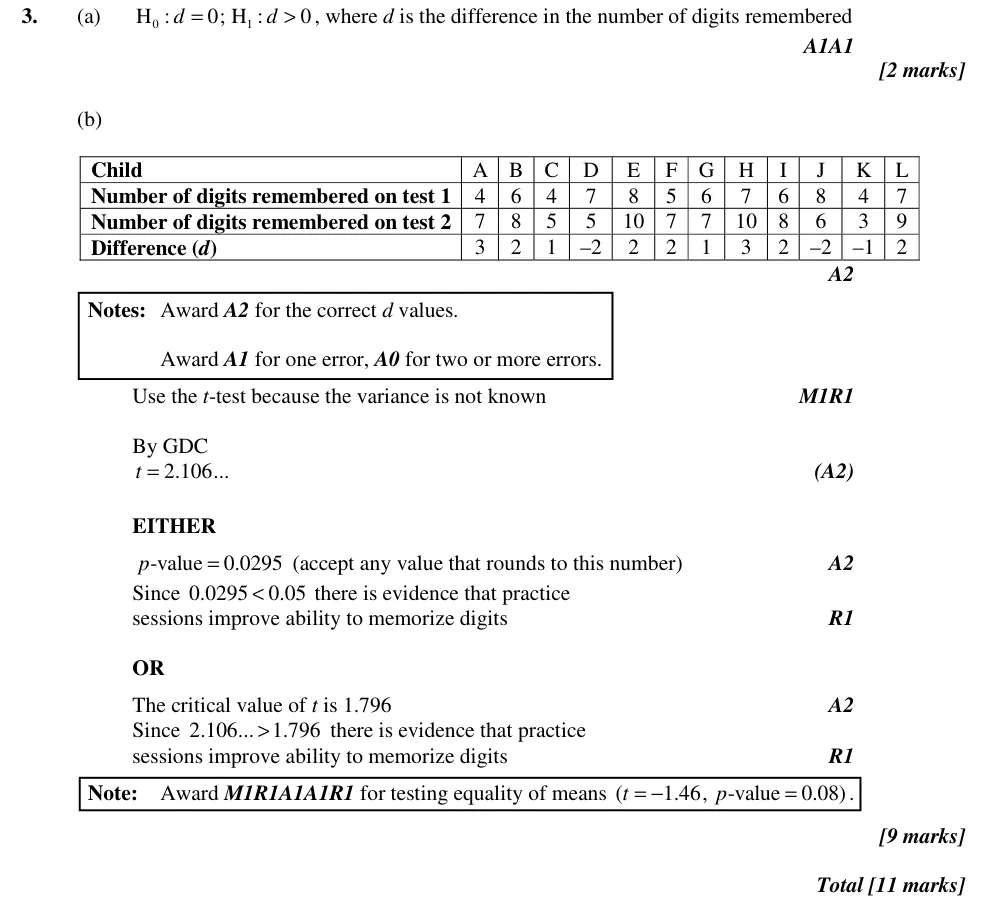 3. (a) H₀ : d = 0; H₁ : d > 0, where d is the difference in the number of digits remembered
A1A1
[2 marks]
(b)
Child A B C D E F G H I J K L
Number of digits remembered on test 1 4 6 4 7 8 5 6 7 6 8 4 7
Number of digits remembered on test 2 7 8 5 5 10 7 7 10 8 6 3 9
Difference (d) 3 2 1 –2 2 2 1 3 2 –2 –1 2
A2
Notes: Award A2 for the correct d values.
Award A1 for one error, A0 for two or more errors.
Use the t-test because the variance is not known M1R1
By GDC
t = 2.106... (A2)
EITHER
p-value = 0.0295 (accept any value that rounds to this number) A2
Since 0.0295 < 0.05 there is evidence that practice
sessions improve ability to memorize digits R1
OR
The critical value of t is 1.796 A2
Since 2.106... > 1.796 there is evidence that practice
sessions improve ability to memorize digits R1
Note: Award M1R1A1A1R1 for testing equality of means (t = −1.46, p-value = 0.08).
[9 marks]
Total [11 marks]